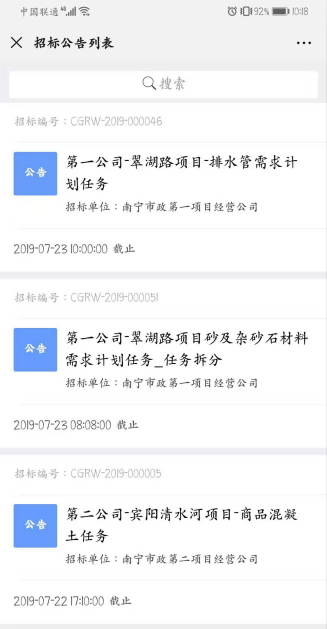 中国联通 46 92% 10:18
招标公告列表
搜索
招标编号：CGRW-2019-000046
公告
第一公司-翠湖路项目-排水管需求计
划任务
招标单位：南宁市政第一项目经营公司
2019-07-23 10:00:00 截止
招标编号：CGRW-2019-000051
公告
第一公司-翠湖路项目砂及杂砂石材料
需求计划任务_任务拆分
招标单位：南宁市政第一项目经营公司
2019-07-23 08:08:00 截止
招标编号：CGRW-2019-000005
公告
第二公司-宾阳清水河项目-商品混凝
土任务
招标单位：南宁市政第二项目经营公司
2019-07-22 17:10:00 截止